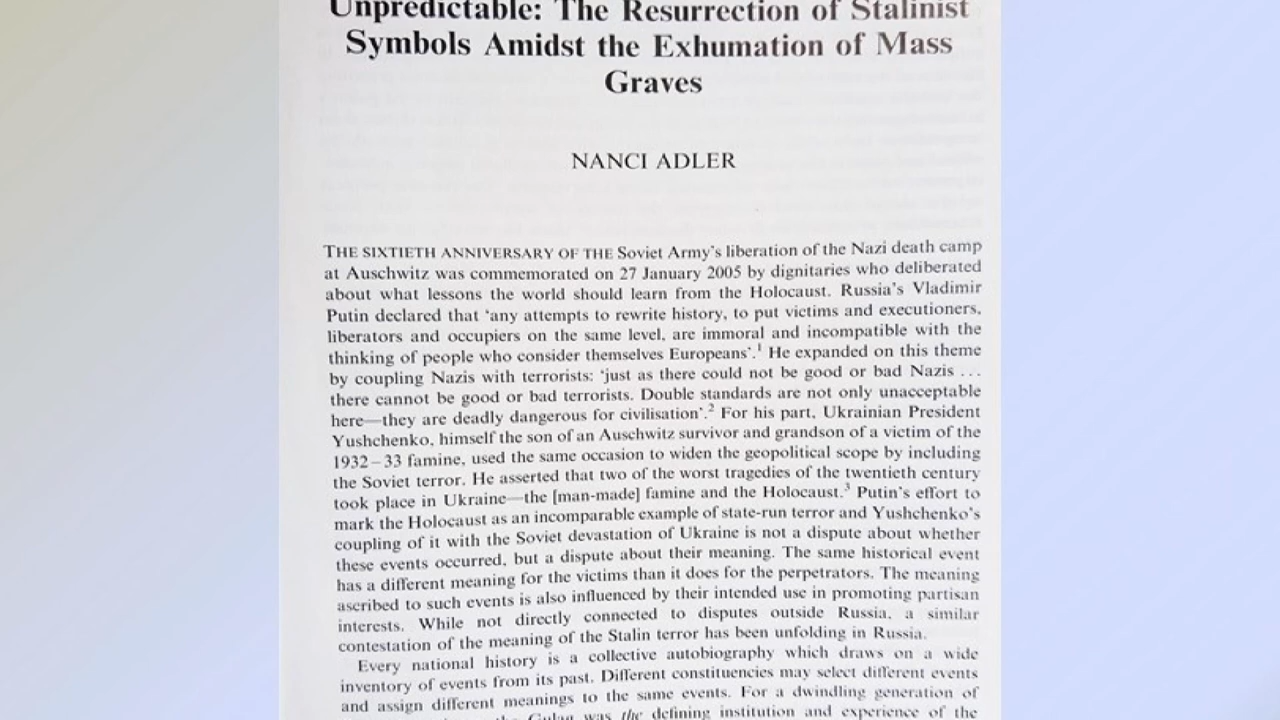 Unpredictable: The Resurrection of Stalinist
Symbols Amidst the Exhumation of Mass
Graves
NANCI ADLER
THE SIXTIETH ANNIVERSARY OF THE Soviet Army's liberation of the Nazi death camp
at Auschwitz was commemorated on 27 January 2005 by dignitaries who deliberated
about what lessons the world should learn from the Holocaust. Russia's Vladimir
Putin declared that 'any attempts to rewrite history, to put victims and executioners,
liberators and occupiers on the same level, are immoral and incompatible with the
thinking of people who consider themselves Europeans'.1 He expanded on this theme
by coupling Nazis with terrorists: 'just as there could not be good or bad Nazis ...
there cannot be good or bad terrorists. Double standards are not only unacceptable
here—they are deadly dangerous for civilisation'.2 For his part, Ukrainian President
Yushchenko, himself the son of an Auschwitz survivor and grandson of a victim of the
1932–33 famine, used the same occasion to widen the geopolitical scope by including
the Soviet terror. He asserted that two of the worst tragedies of the twentieth century
took place in Ukraine—the [man-made] famine and the Holocaust.3 Putin's effort to
mark the Holocaust as an incomparable example of state-run terror and Yushchenko's
coupling of it with the Soviet devastation of Ukraine is not a dispute about whether
these events occurred, but a dispute about their meaning. The same historical event
has a different meaning for the victims than it does for the perpetrators. The meaning
ascribed to such events is also influenced by their intended use in promoting partisan
interests. While not directly connected to disputes outside Russia, a similar
contestation of the meaning of the Stalin terror has been unfolding in Russia.
Every national history is a collective autobiography which draws on a wide
inventory of events from its past. Different constituencies may select different events
and assign different meanings to the same events. For a dwindling generation of
the Gulag was the defining institution and experience of the